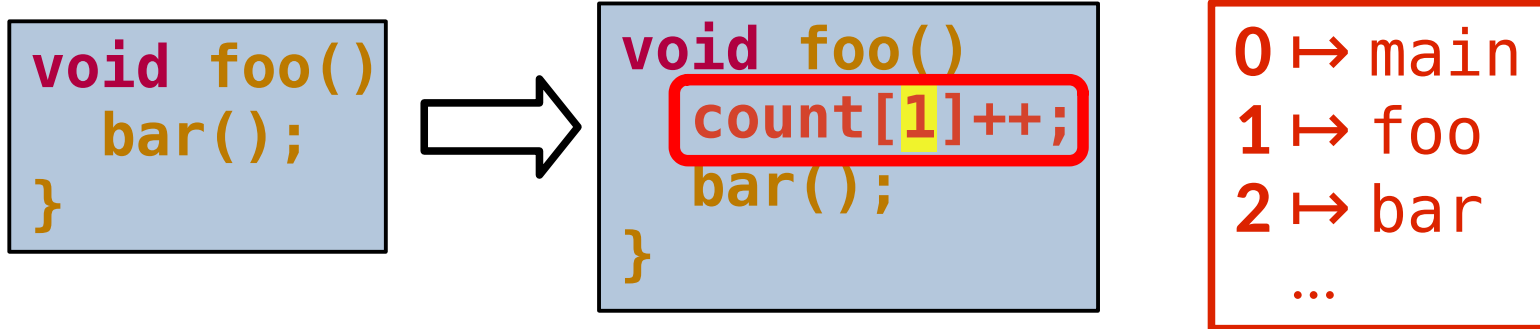 void foo()
  bar();
}
void foo()
  count[1]++;
  bar();
}
0 ↦ main
1 ↦ foo
2 ↦ bar
...